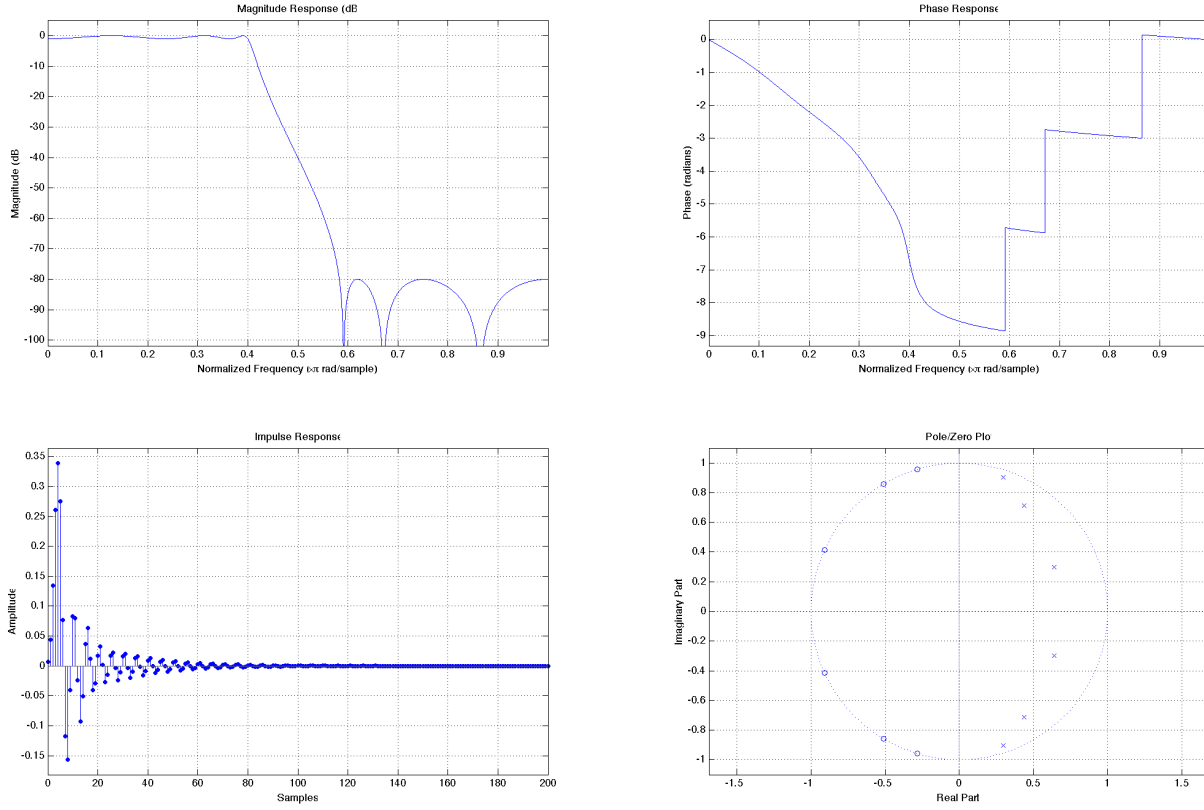 Magnitude Response (dB
0
-10
-20
-30
-40
-50
-60
-70
-80
-90
-100
Magnitude (dB
0 0.1 0.2 0.3 0.4 0.5 0.6 0.7 0.8 0.9
Normalized Frequency (×π rad/sample)
Phase Response
0
-1
-2
-3
-4
-5
-6
-7
-8
-9
Phase (radians)
0 0.1 0.2 0.3 0.4 0.5 0.6 0.7 0.8 0.9
Normalized Frequency (×π rad/sample)
Impulse Response
0.35
0.3
0.25
0.2
0.15
0.1
0.05
0
-0.05
-0.1
-0.15
Amplitude
0 20 40 60 80 100 120 140 160 180 200
Samples
Pole/Zero Plo
1
0.8
0.6
0.4
0.2
0
-0.2
-0.4
-0.6
-0.8
-1
Imaginary Part
-1.5 -1 -0.5 0 0.5 1 1.5
Real Part